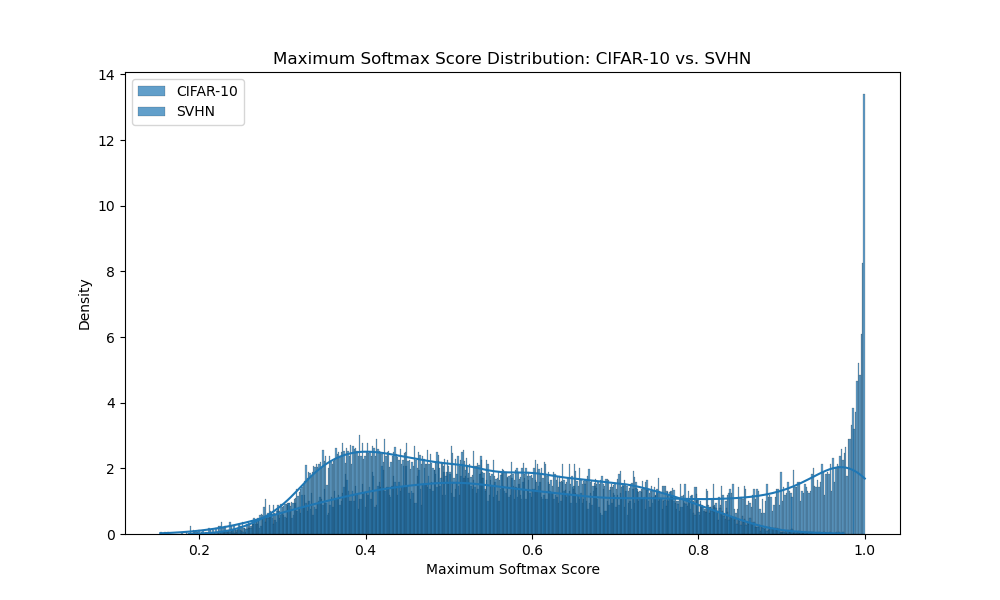 Maximum Softmax Score Distribution: CIFAR-10 vs. SVHN
14
12
10
8
6
4
2
0
Density
CIFAR-10
SVHN
0.2 0.4 0.6 0.8 1.0
Maximum Softmax Score